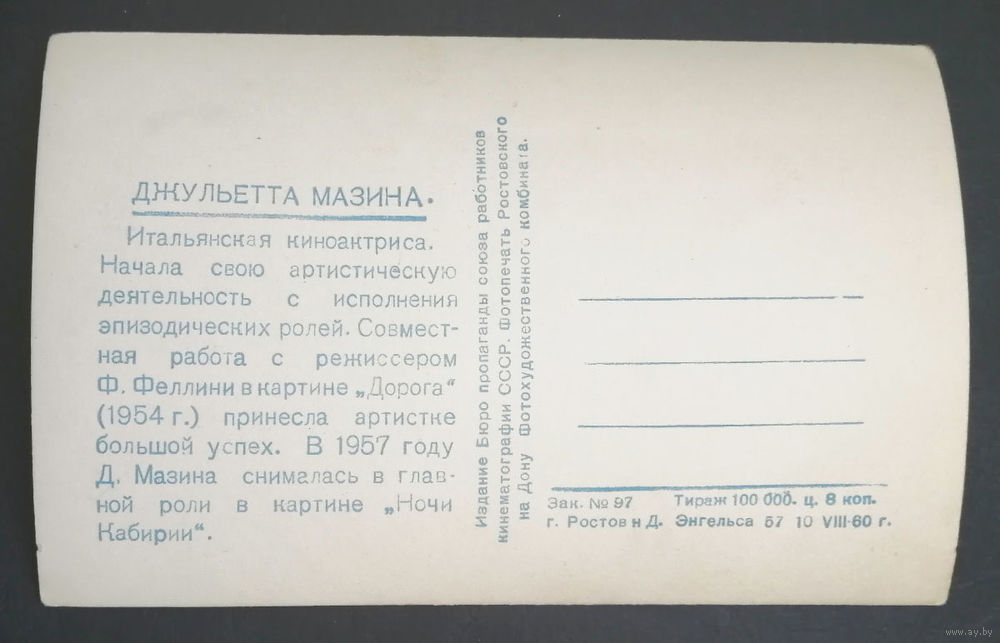 ДЖУЛЬЕТТА МАЗИНА.
Итальянская киноактриса.
Начала свою артистическую
деятельность с исполнения
эпизодических ролей. Совмест-
ная работа с режиссером
Ф. Феллини в картине „Дорога“
(1954 г.) принесла артистке
большой успех. В 1957 году
Д. Мазина снималась в глав-
ной роли в картине „Ночи
Кабирии“.
Издание Бюро пропаганды союза работников
кинематографии СССР. Фотопечать Ростовского
на Дону Фотохудожественного комбината.
Зак. № 97 Тираж 100 000. ц. 8 коп.
г. Ростов н Д. Энгельса 57 10 VIII-60 г.
www.ay.by